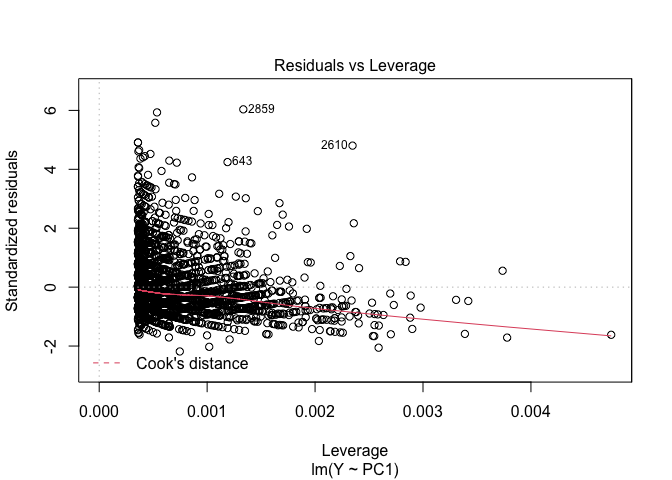 Residuals vs Leverage
Standardized residuals
6
4
2
0
-2
2859
2610
643
Cook's distance
0.000 0.001 0.002 0.003 0.004
Leverage
lm(Y ~ PC1)